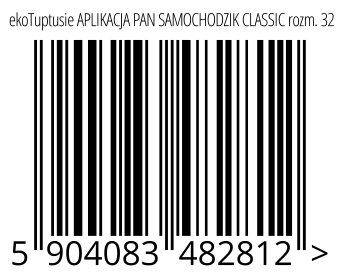 ekoTuptusie APLIKACJA PAN SAMOCHODZIK CLASSIC rozm. 32
5 904083 482812 >